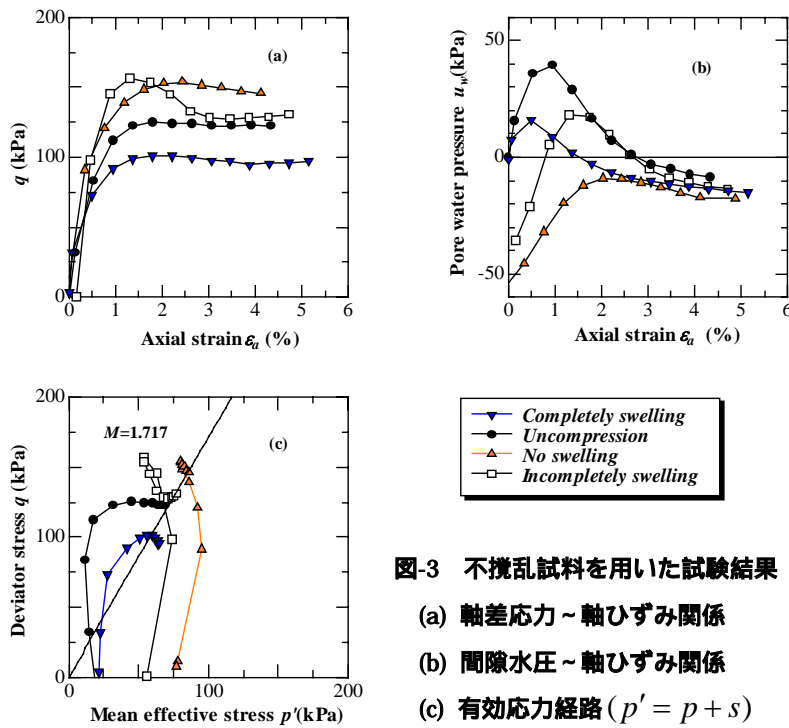 200
150
100
0
q (kPa)
(a)
0 1 2 3 4 5 6
Axial strain εa (%)
50
0
-50
Pore water pressure uw(kPa)
(b)
0 1 2 3 4 5 6
Axial strain εa (%)
200
100
0
Deviator stress q (kPa)
M=1.717
(c)
0 50 100 150 200
Mean effective stress p'(kPa)
Completely swelling
Uncompression
No swelling
Incompletely swelling
図-3 不撹乱試料を用いた試験結果
(a) 軸差応力~軸ひずみ関係
(b) 間隙水圧~軸ひずみ関係
(c) 有効応力経路(p' = p + s)